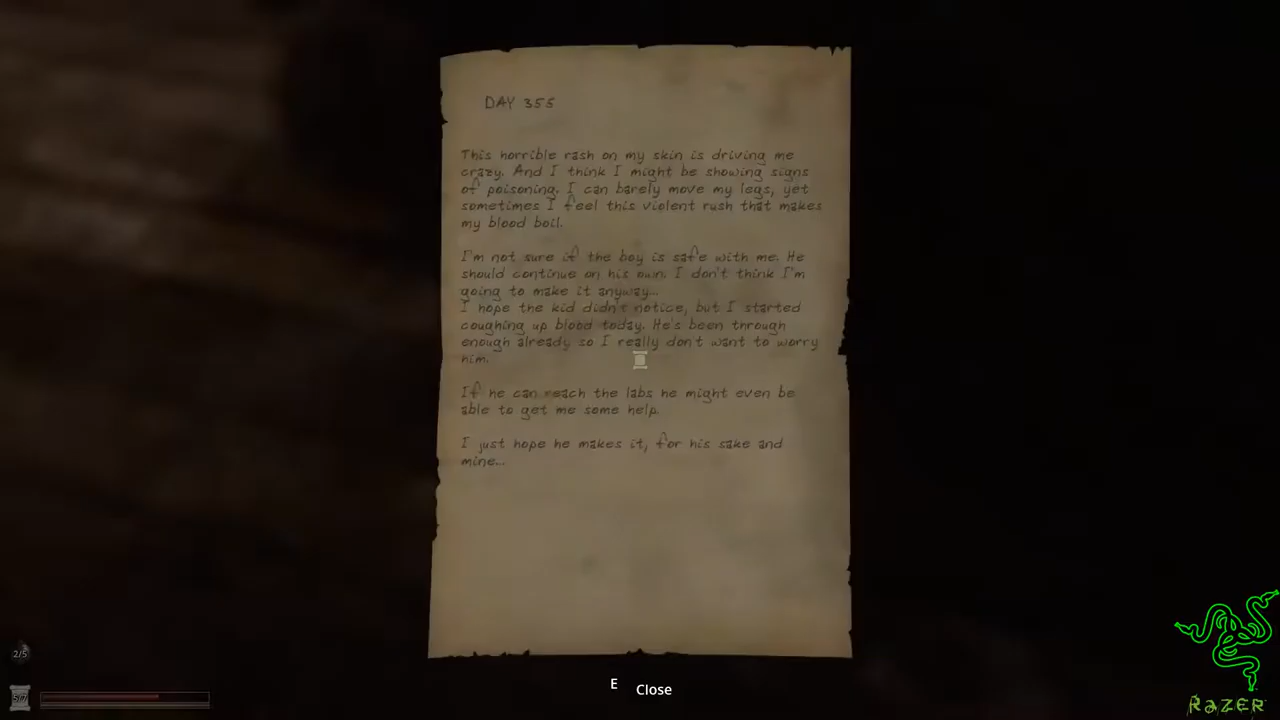 DAY 355
This horrible rash on my skin is driving me
crazy. And I think I might be showing signs
of poisoning. I can barely move my legs, yet
sometimes I feel this violent rush that makes
my blood boil.
I'm not sure if the boy is safe with me. He
should continue on his own. I don't think I'm
going to make it anyway...
I hope the kid didn't notice, but I started
coughing up blood today. He's been through
enough already so I really don't want to worry
him.
If he can reach the labs he might even be
able to get me some help.
I just hope he makes it, for his sake and
mine...
2/5
E Close
RAZER